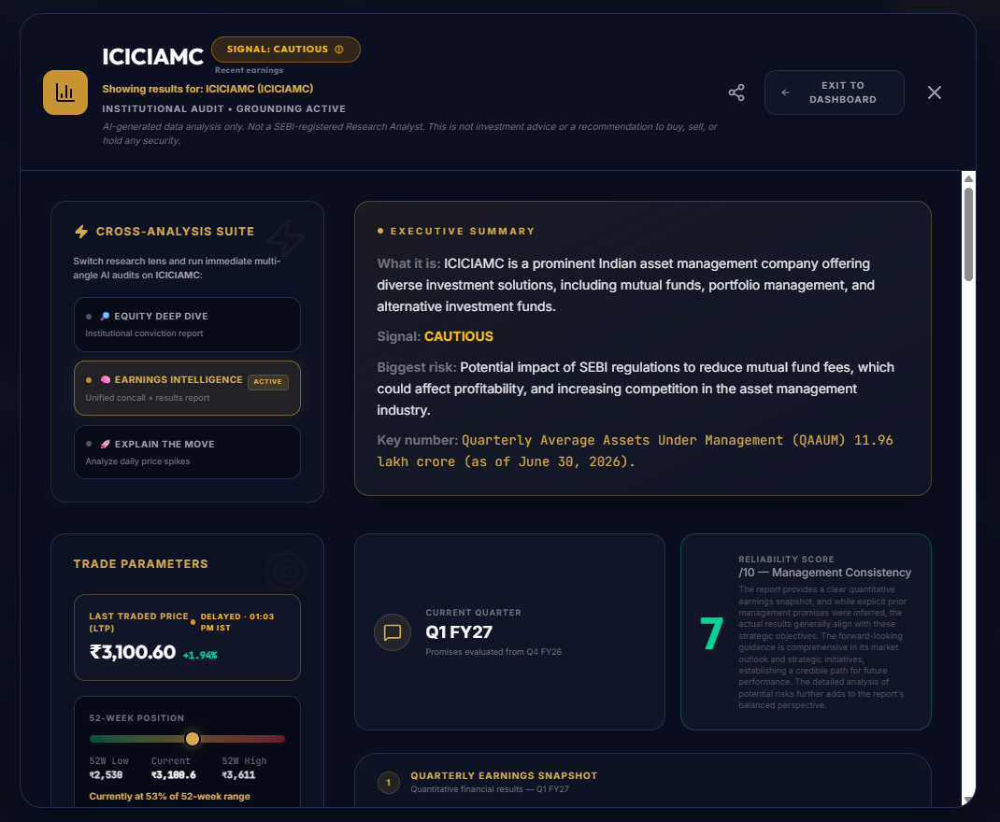 ICICIAMC
SIGNAL: CAUTIOUS
Recent earnings
Showing results for: ICICIAMC (ICICIAMC)
INSTITUTIONAL AUDIT • GROUNDING ACTIVE
AI-generated data analysis only. Not a SEBI-registered Research Analyst. This is not investment advice or a recommendation to buy, sell, or
hold any security.
EXIT TO
DASHBOARD
CROSS-ANALYSIS SUITE
Switch research lens and run immediate multi-
angle AI audits on ICICIAMC:
EQUITY DEEP DIVE
Institutional conviction report
EARNINGS INTELLIGENCE
ACTIVE
Unified concall + results report
EXPLAIN THE MOVE
Analyze daily price spikes
EXECUTIVE SUMMARY
What it is: ICICIAMC is a prominent Indian asset management company offering
diverse investment solutions, including mutual funds, portfolio management, and
alternative investment funds.
Signal: CAUTIOUS
Biggest risk: Potential impact of SEBI regulations to reduce mutual fund fees, which
could affect profitability, and increasing competition in the asset management
industry.
Key number: Quarterly Average Assets Under Management (QAAUM) 11.96
lakh crore (as of June 30, 2026).
TRADE PARAMETERS
LAST TRADED PRICE
(LTP)
DELAYED · 01:03
PM IST
₹3,100.60 +1.94%
52-WEEK POSITION
52W Low Current 52W High
₹2,530 ₹3,100.6 ₹3,611
Currently at 53% of 52-week range
CURRENT QUARTER
Q1 FY27
Promises evaluated from Q4 FY26
7
RELIABILITY SCORE
/10 — Management Consistency
The report provides a clear quantitative
earnings snapshot, and while explicit prior
management promises were inferred, the
actual results generally align with these
strategic objectives. The forward-looking
guidance is comprehensive in its market
outlook and strategic initiatives,
establishing a credible path for future
performance. The detailed analysis of
potential risks further adds to the report's
balanced perspective.
1
QUARTERLY EARNINGS SNAPSHOT
Quantitative financial results — Q1 FY27